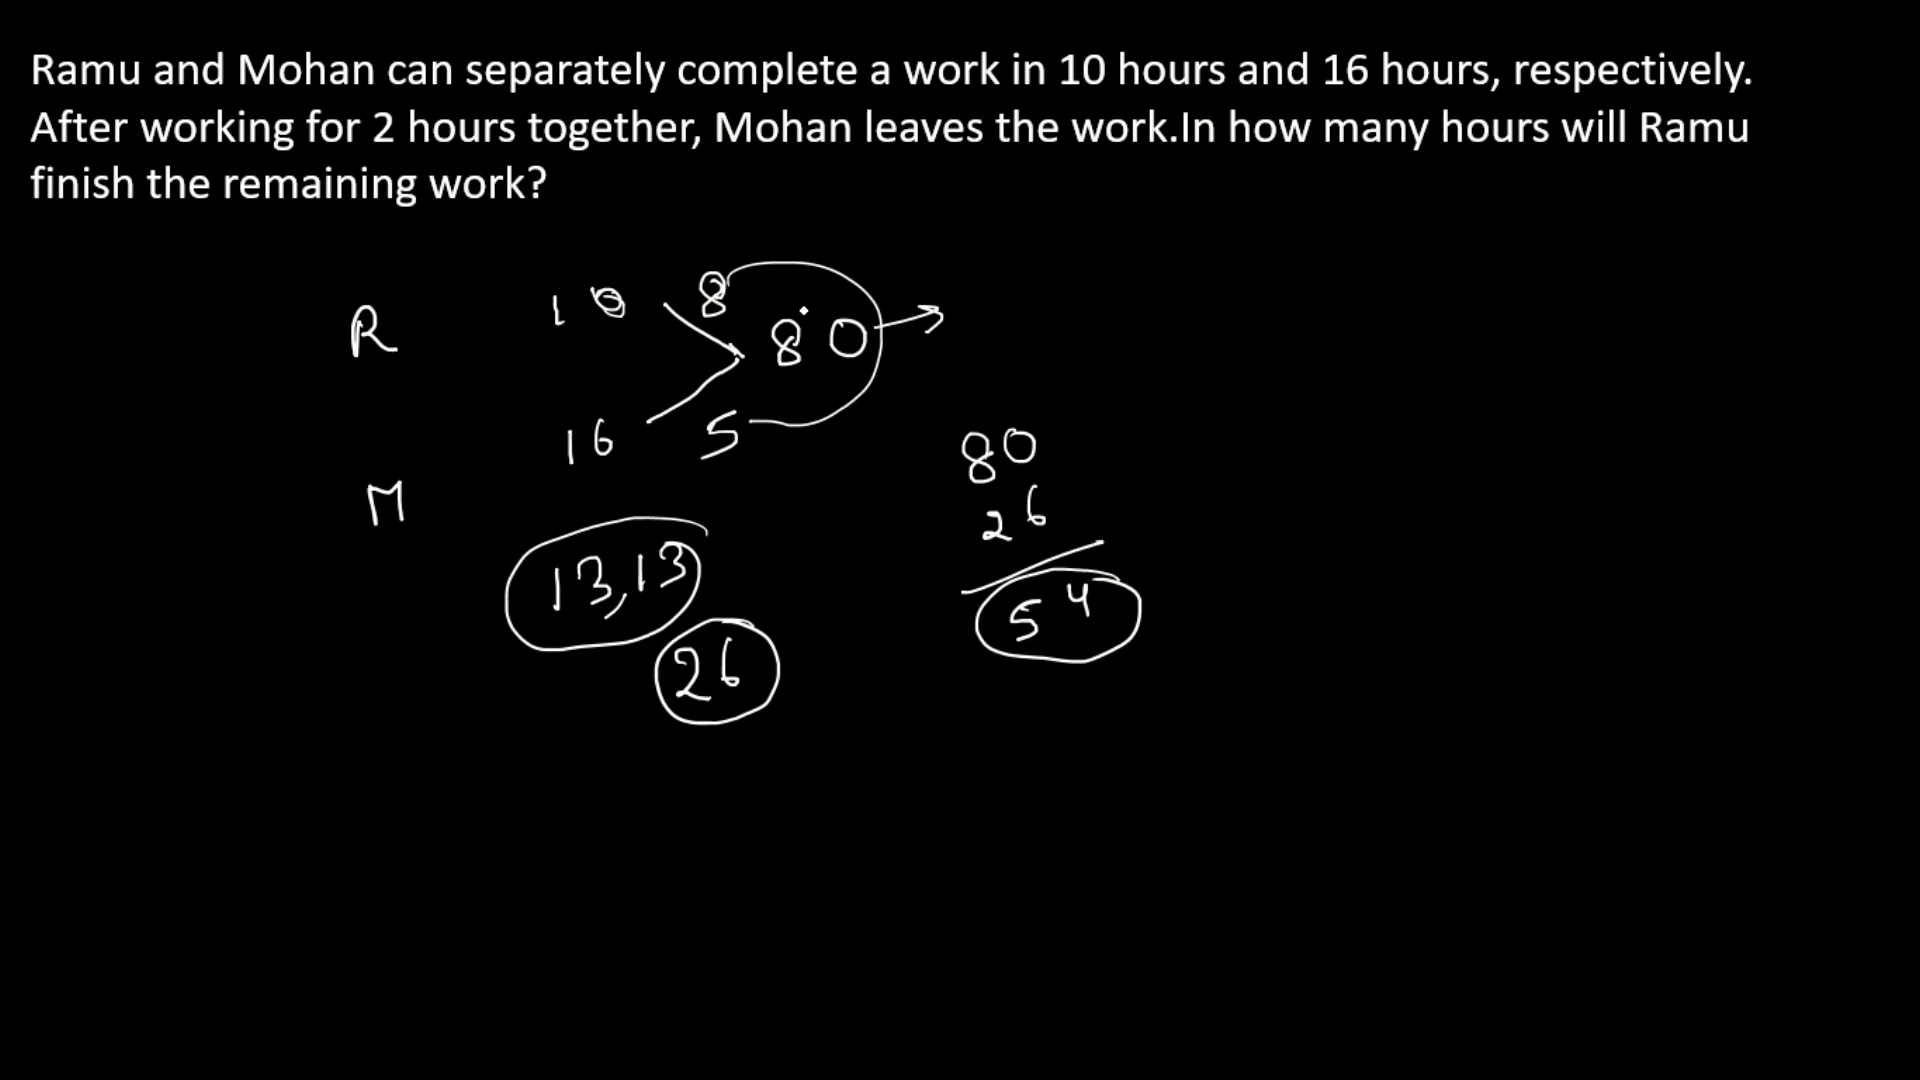 Ramu and Mohan can separately complete a work in 10 hours and 16 hours, respectively.
After working for 2 hours together, Mohan leaves the work.In how many hours will Ramu
finish the remaining work?
R 10 8
80
16 5
M
13,13
26
80
26
54